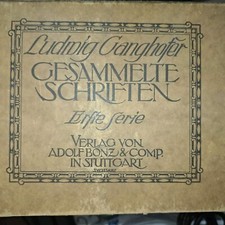 Ludwig Ganghofer
GESAMMELTE
SCHRIFTEN
Erste Serie
VERLAG VON
ADOLF BONZ & COMP.
IN STUTTGART